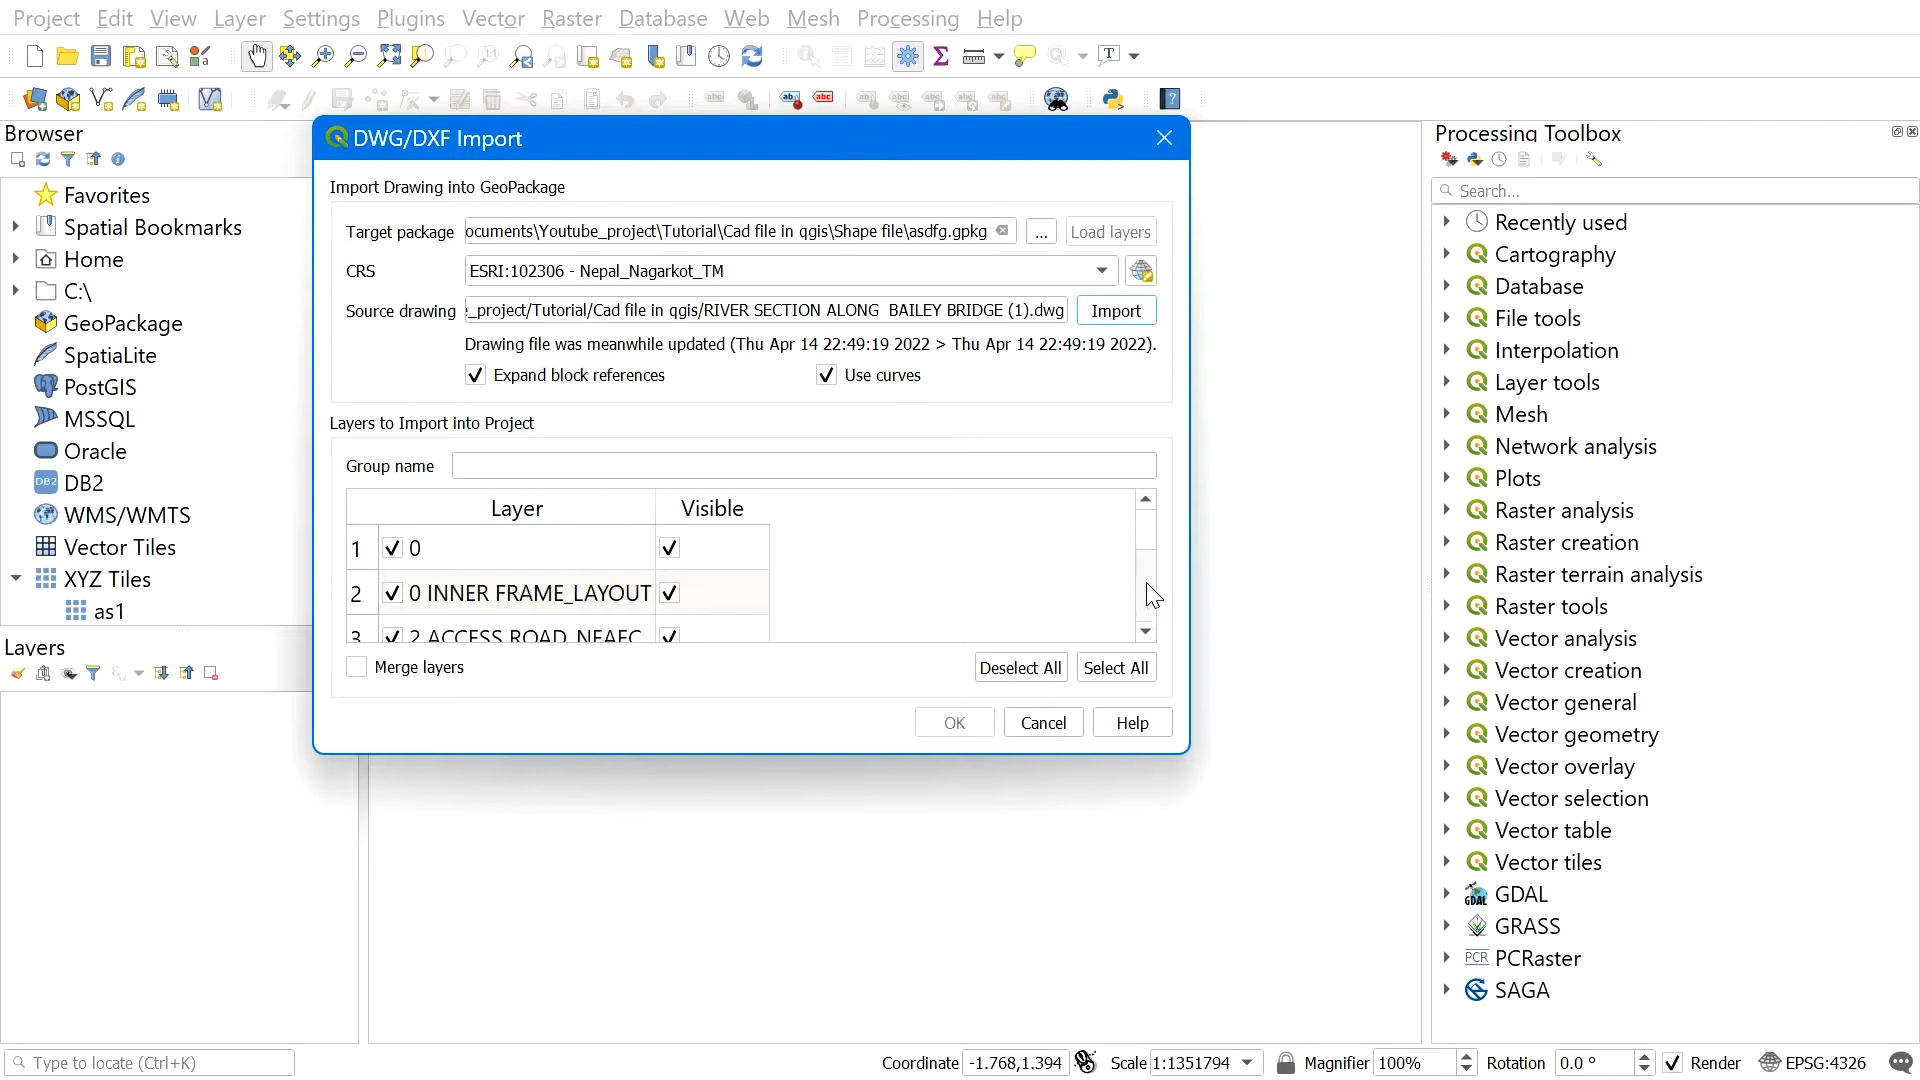 Project Edit View Layer Settings Plugins Vector Raster Database Web Mesh Processing Help
Browser
Favorites
Spatial Bookmarks
Home
C:\
GeoPackage
SpatiaLite
PostGIS
MSSQL
Oracle
DB2
WMS/WMTS
Vector Tiles
XYZ Tiles
as1
Layers
DWG/DXF Import
Import Drawing into GeoPackage
Target package ocuments\Youtube_project\Tutorial\Cad file in qgis\Shape file\asdfg.gpkg ... Load layers
CRS ESRI:102306 - Nepal_Nagarkot_TM
Source drawing _project/Tutorial/Cad file in qgis/RIVER SECTION ALONG BAILEY BRIDGE (1).dwg Import
Drawing file was meanwhile updated (Thu Apr 14 22:49:19 2022 > Thu Apr 14 22:49:19 2022).
Expand block references Use curves
Layers to Import into Project
Group name
Layer Visible
1 0
2 0 INNER FRAME_LAYOUT
3 2 ACCESS ROAD_NEAFC
Merge layers Deselect All Select All
OK Cancel Help
Processing Toolbox
Search...
Recently used
Cartography
Database
File tools
Interpolation
Layer tools
Mesh
Network analysis
Plots
Raster analysis
Raster creation
Raster terrain analysis
Raster tools
Vector analysis
Vector creation
Vector general
Vector geometry
Vector overlay
Vector selection
Vector table
Vector tiles
GDAL
GRASS
PCRaster
SAGA
Type to locate (Ctrl+K) Coordinate -1.768,1.394 Scale 1:1351794 Magnifier 100% Rotation 0.0 ° Render EPSG:4326